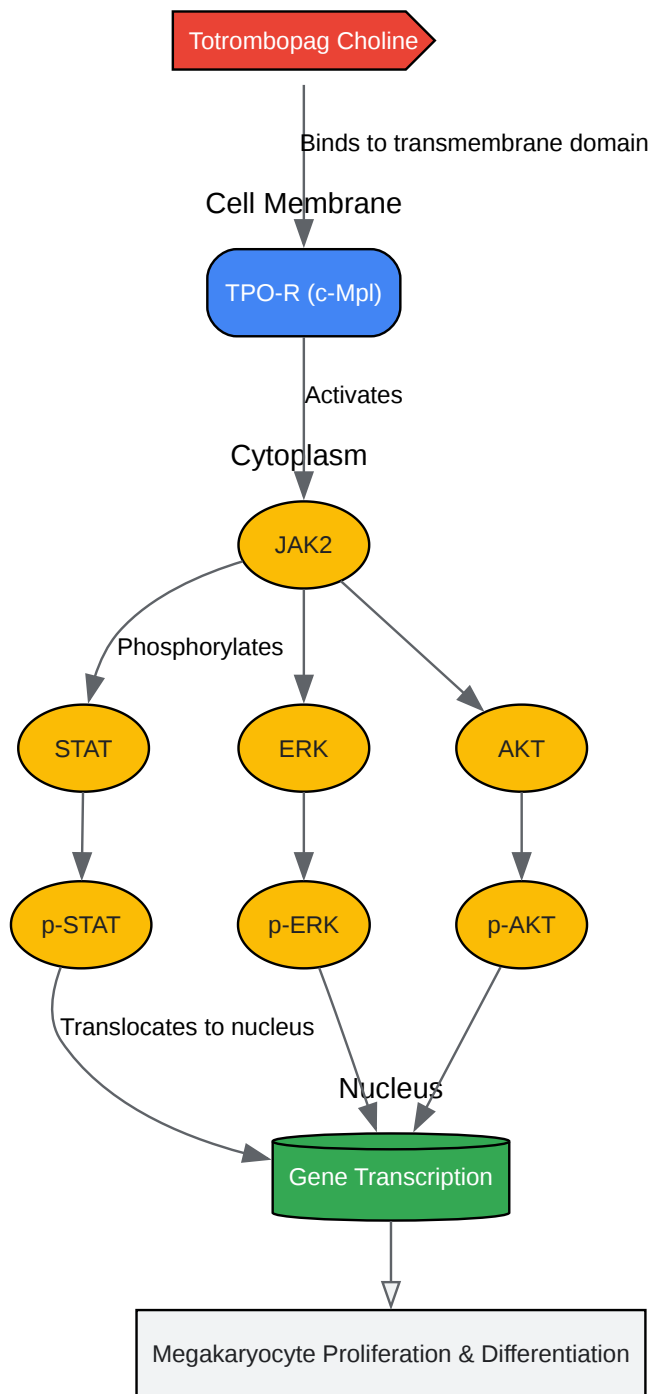 Totrombopag Choline
Binds to transmembrane domain
Cell Membrane
TPO-R (c-Mpl)
Activates
Cytoplasm
JAK2
Phosphorylates
STAT
ERK
AKT
p-STAT
p-ERK
p-AKT
Translocates to nucleus
Nucleus
Gene Transcription
Megakaryocyte Proliferation & Differentiation